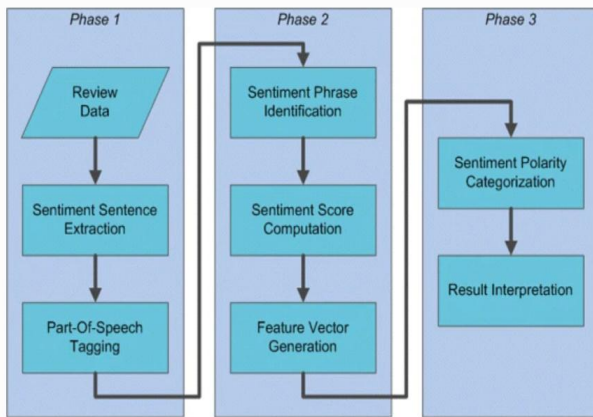 Phase 1
Review
Data
Sentiment Sentence
Extraction
Part-Of-Speech
Tagging
Phase 2
Sentiment Phrase
Identification
Sentiment Score
Computation
Feature Vector
Generation
Phase 3
Sentiment Polarity
Categorization
Result Interpretation